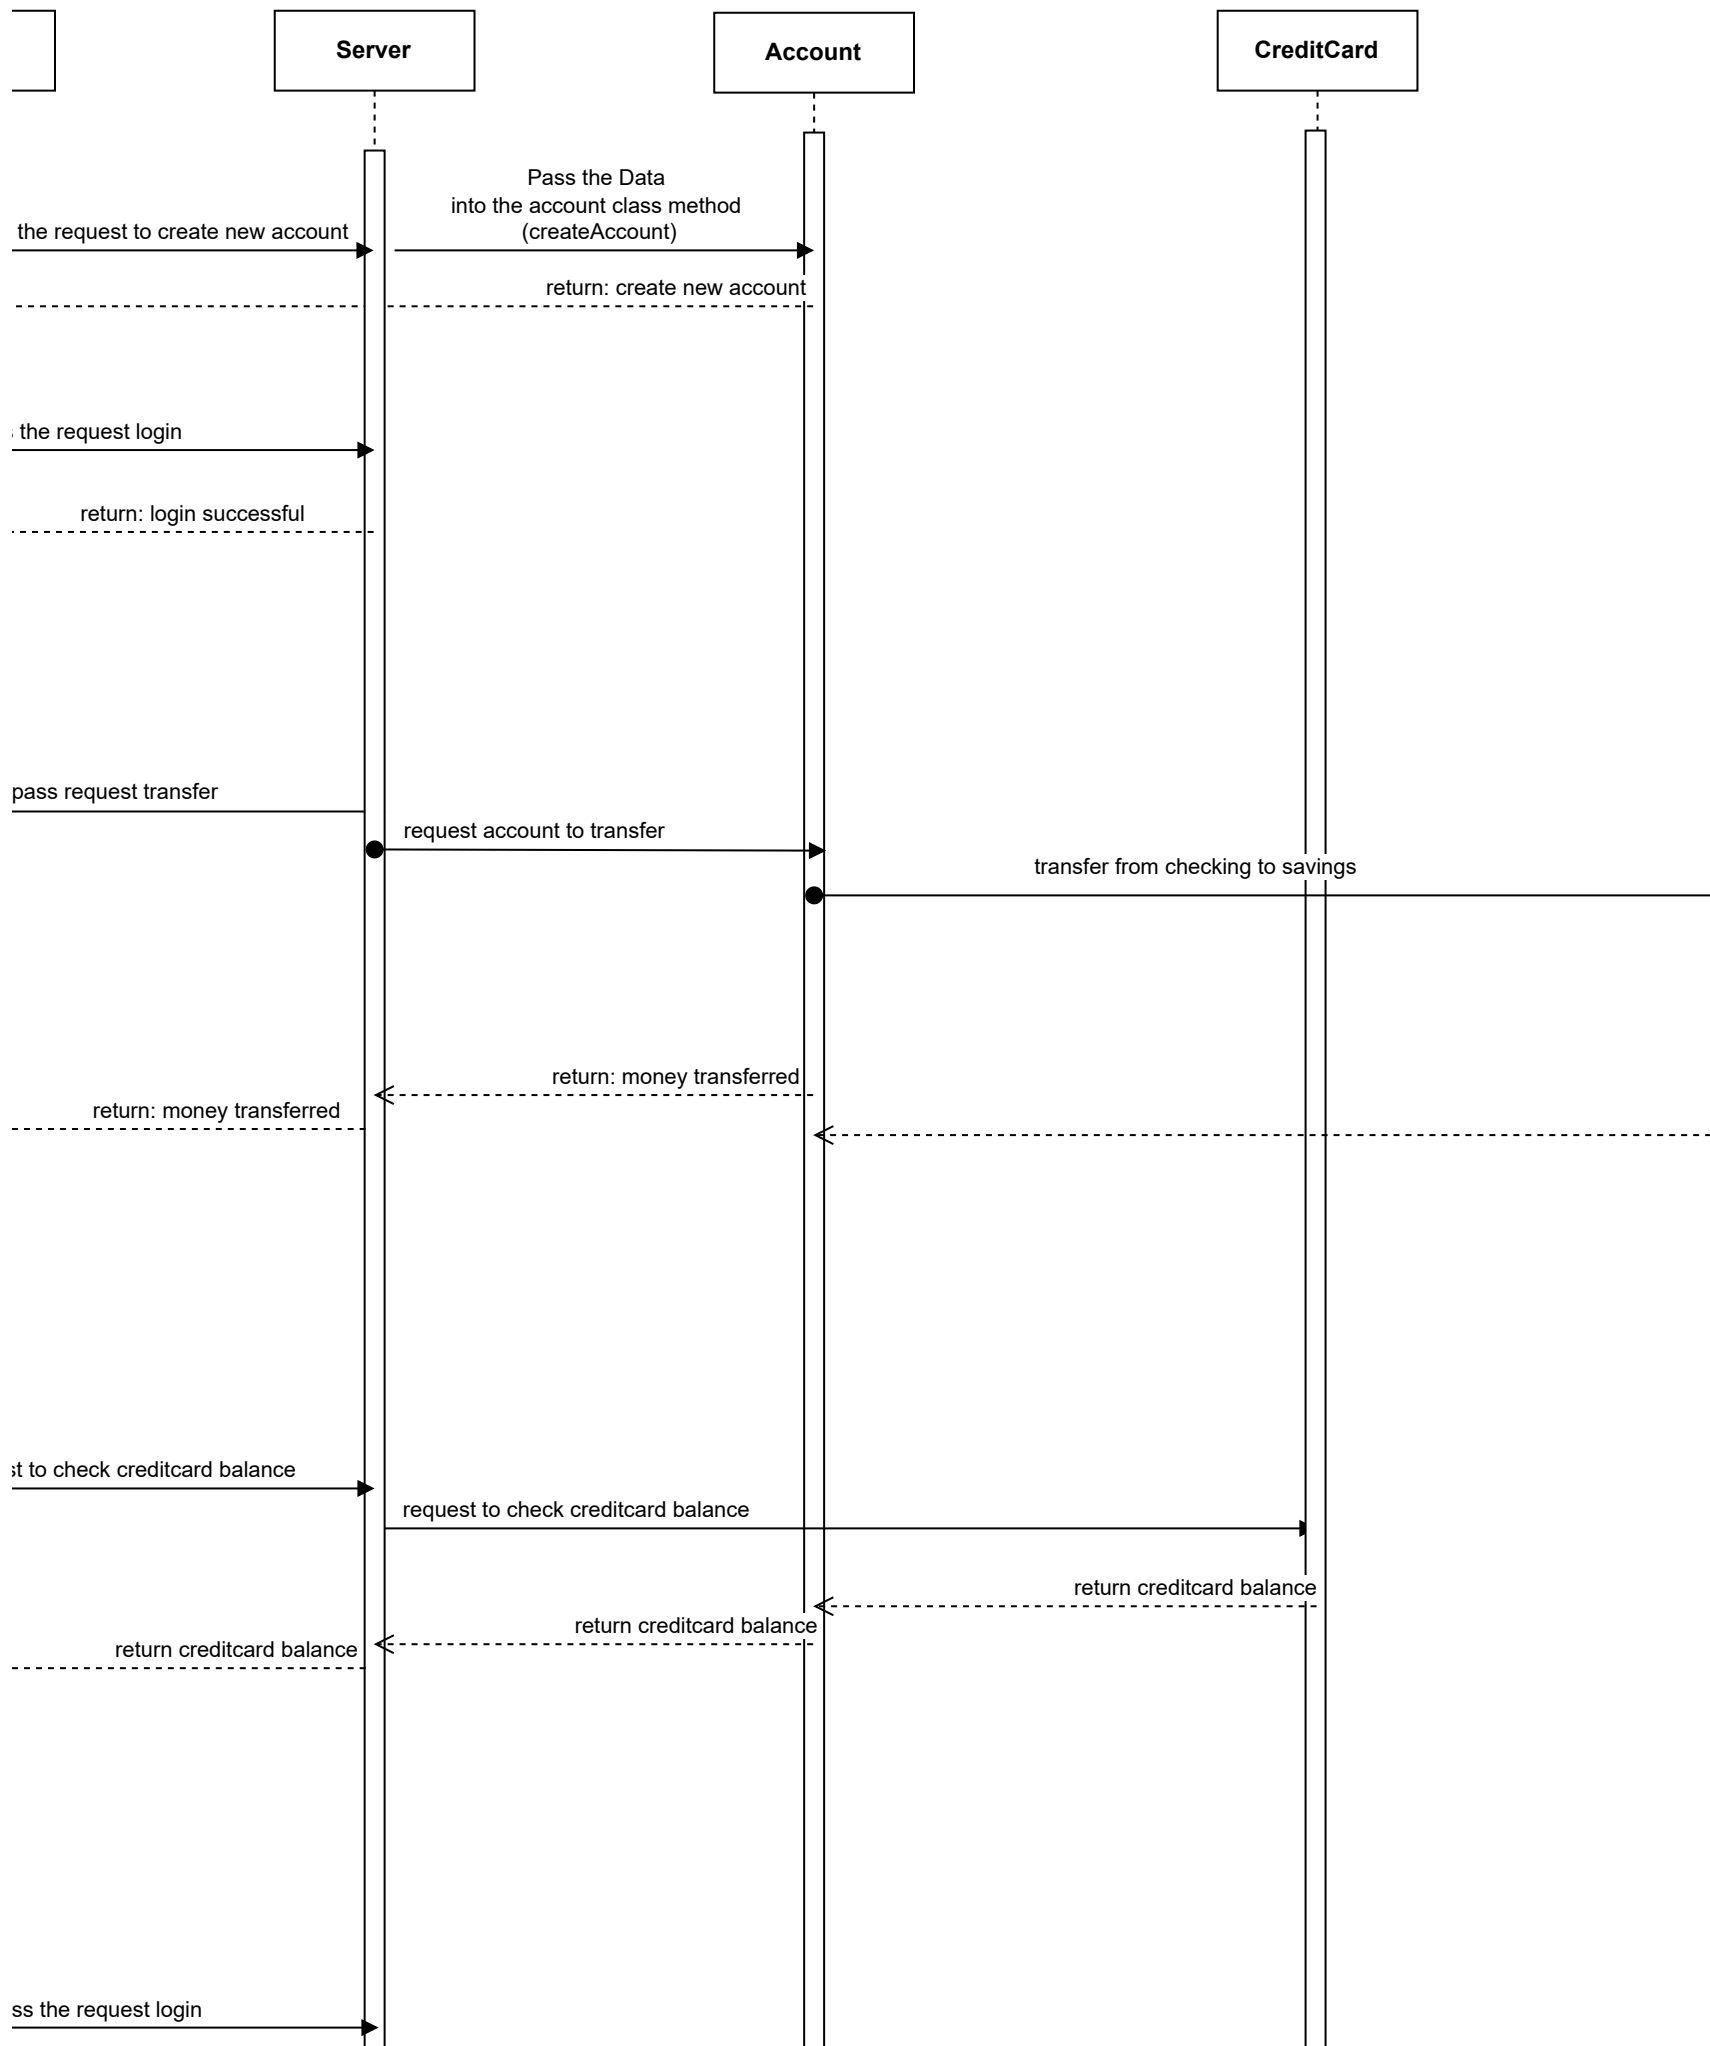 Server
Account
CreditCard
Pass the Data
into the account class method
(createAccount)
the request to create new account
return: create new account
the request login
return: login successful
pass request transfer
request account to transfer
transfer from checking to savings
return: money transferred
return: money transferred
to check creditcard balance
request to check creditcard balance
return creditcard balance
return creditcard balance
return creditcard balance
the request login